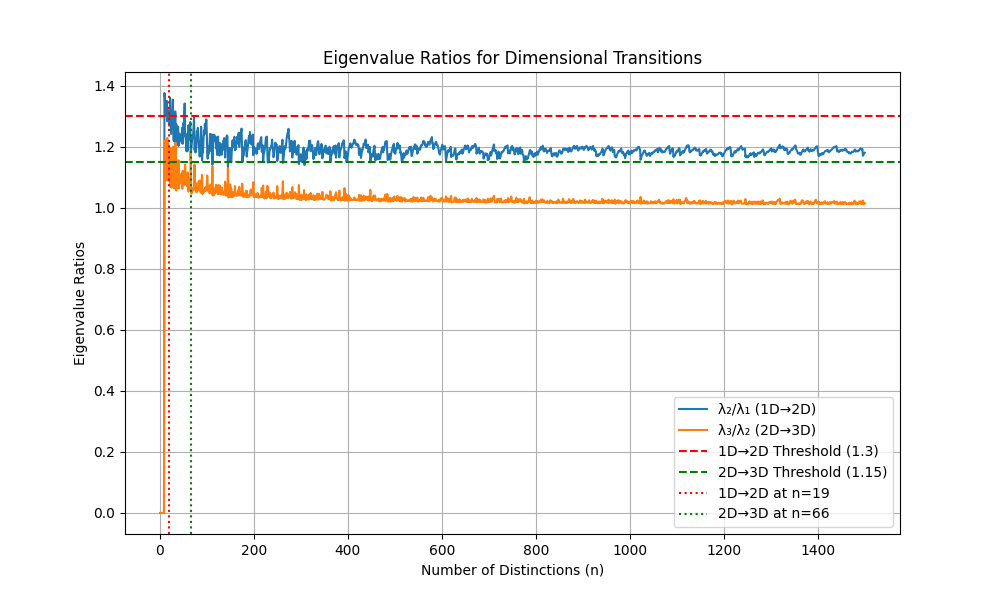 Eigenvalue Ratios for Dimensional Transitions
Eigenvalue Ratios
1.4
1.2
1.0
0.8
0.6
0.4
0.2
0.0
λ₂/λ₁ (1D→2D)
λ₃/λ₂ (2D→3D)
1D→2D Threshold (1.3)
2D→3D Threshold (1.15)
1D→2D at n=19
2D→3D at n=66
0 200 400 600 800 1000 1200 1400
Number of Distinctions (n)